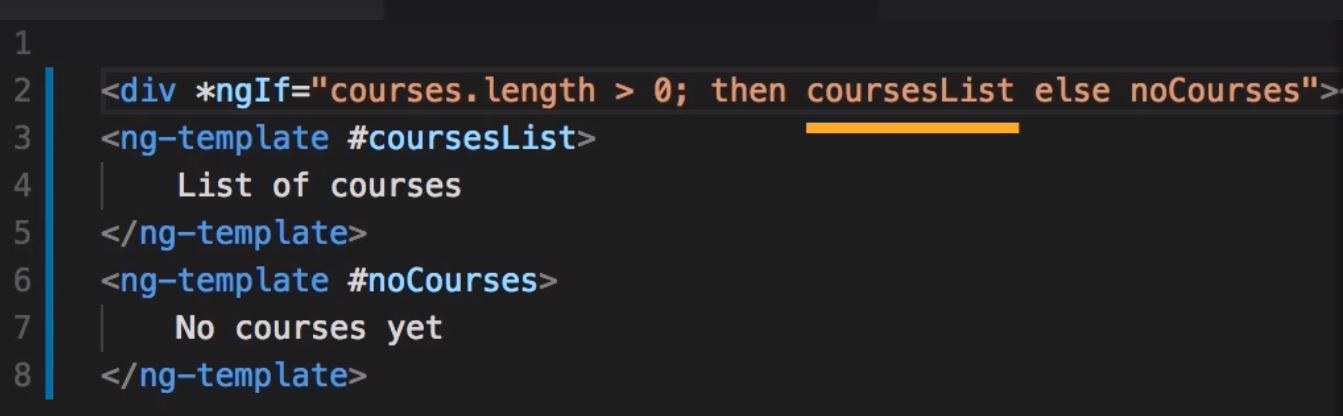 1
2 <div *ngIf="courses.length > 0; then coursesList else noCourses"><
3 <ng-template #coursesList>
4 List of courses
5 </ng-template>
6 <ng-template #noCourses>
7 No courses yet
8 </ng-template>